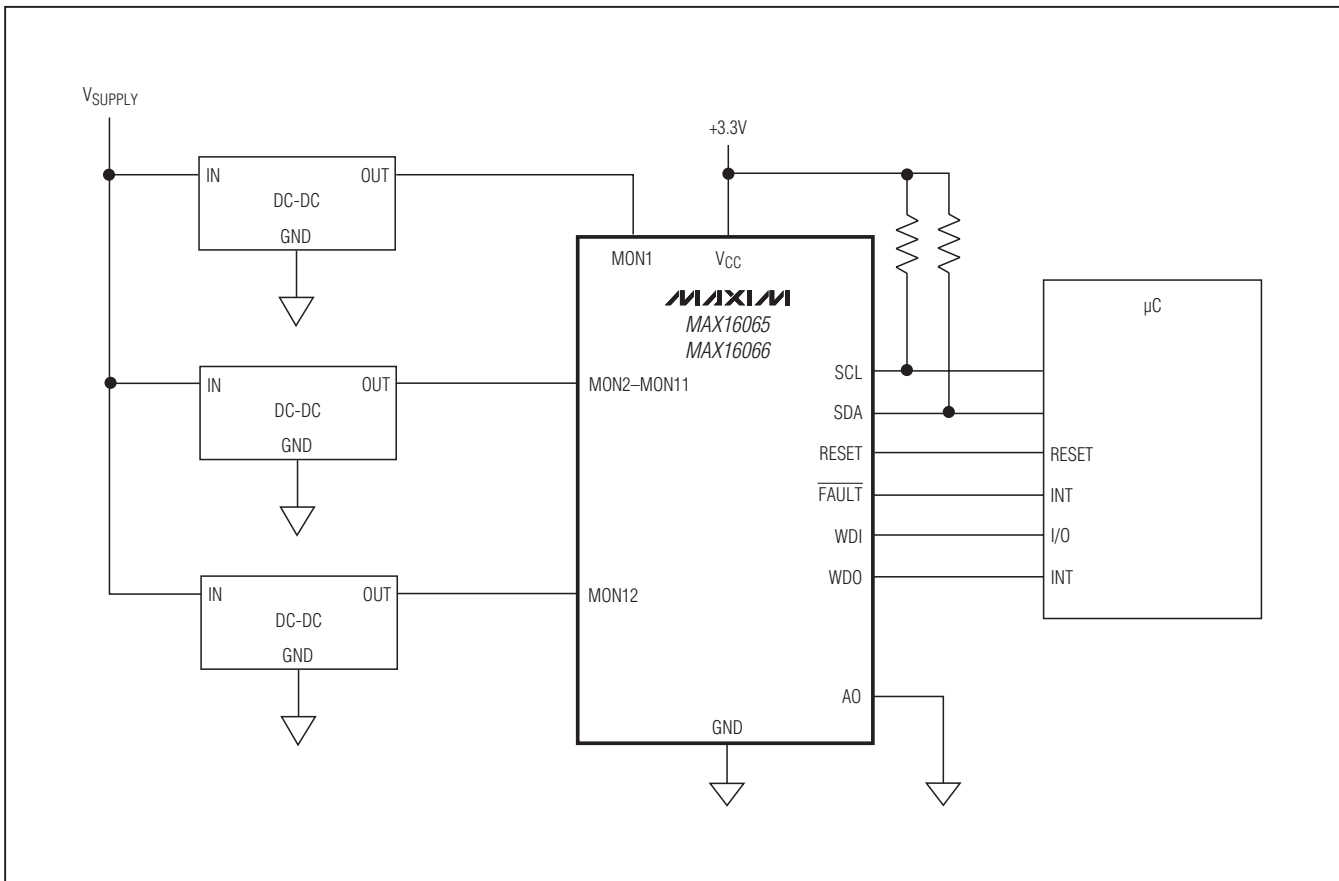 VSUPPLY
+3.3V
IN
OUT
DC-DC
GND
MON1
VCC
MAXIM
MAX16065
MAX16066
µC
IN
OUT
DC-DC
GND
MON2–MON11
SCL
SDA
RESET
RESET
FAULT
INT
WDI
I/O
WDO
INT
IN
OUT
DC-DC
GND
MON12
A0
GND